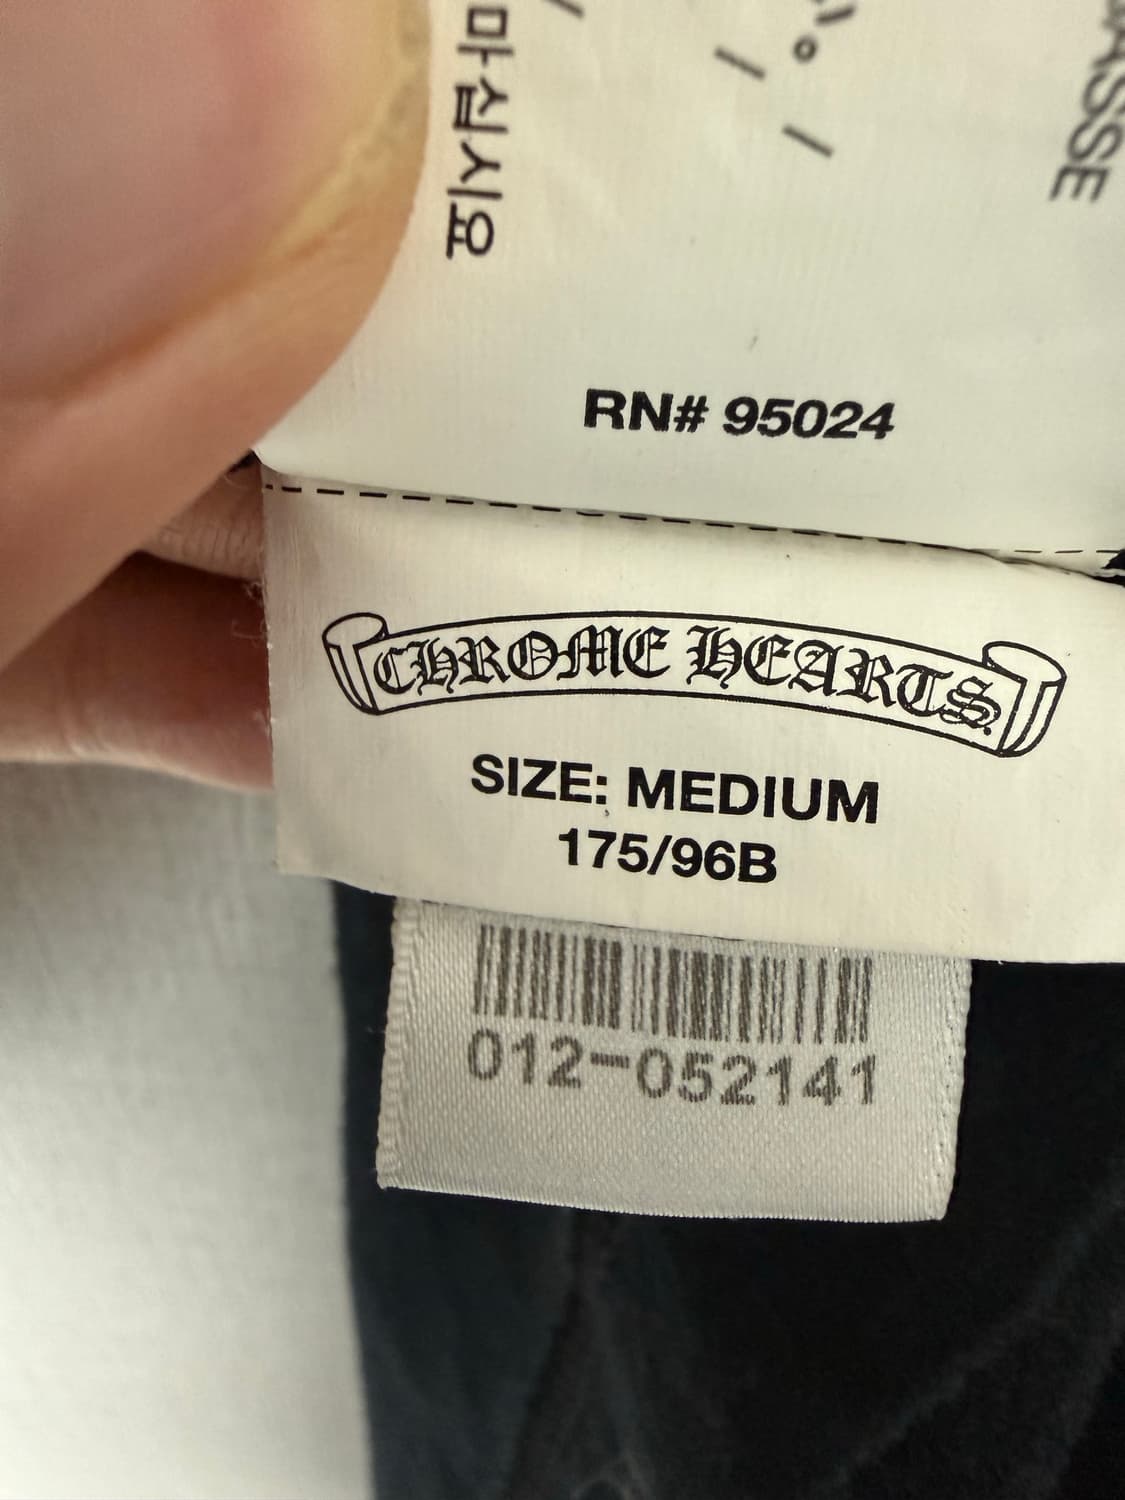 RN# 95024
CHROME HEARTS
SIZE: MEDIUM
175/96B
012-052141